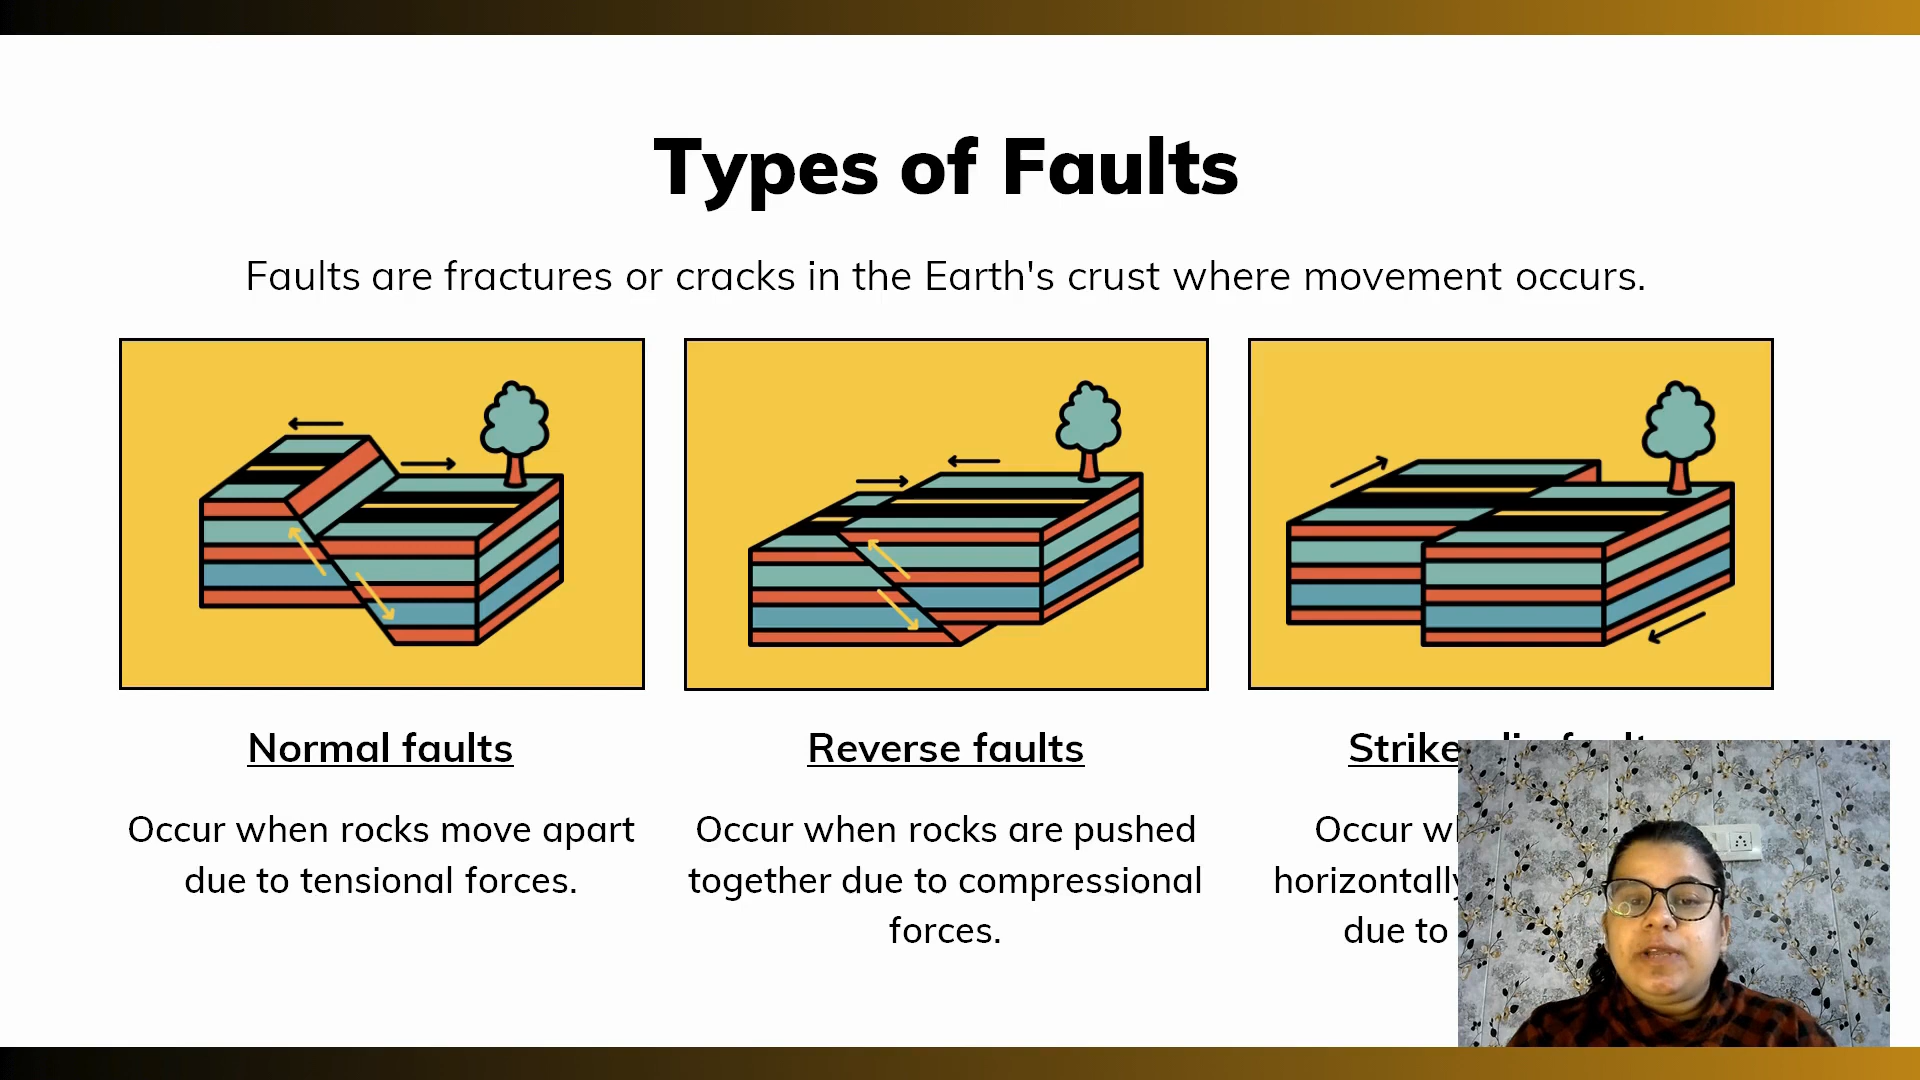 Types of Faults
Faults are fractures or cracks in the Earth's crust where movement occurs.
Normal faults
Occur when rocks move apart
due to tensional forces.
Reverse faults
Occur when rocks are pushed
together due to compressional
forces.
Strike
Occur
horizontally
due to